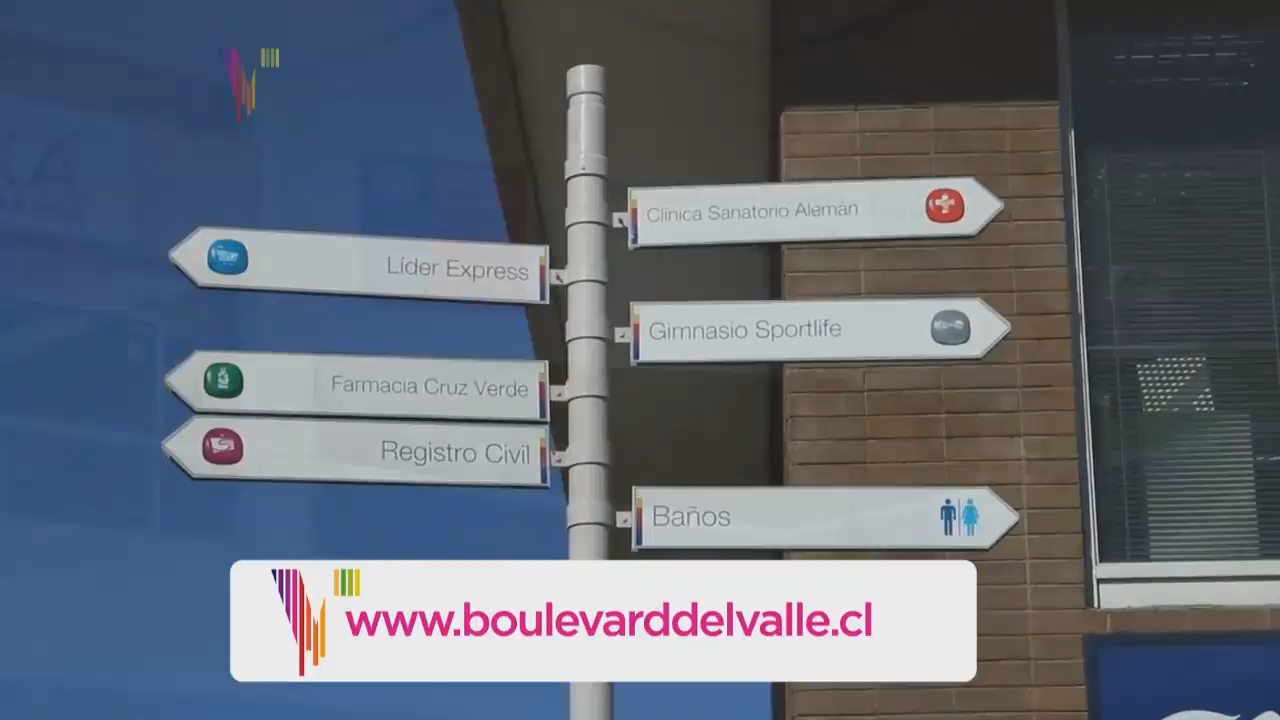 Clínica Sanatorio Alemán
Líder Express
Gimnasio Sportlife
Farmacia Cruz Verde
Registro Civil
Baños
www.boulevarddelvalle.cl